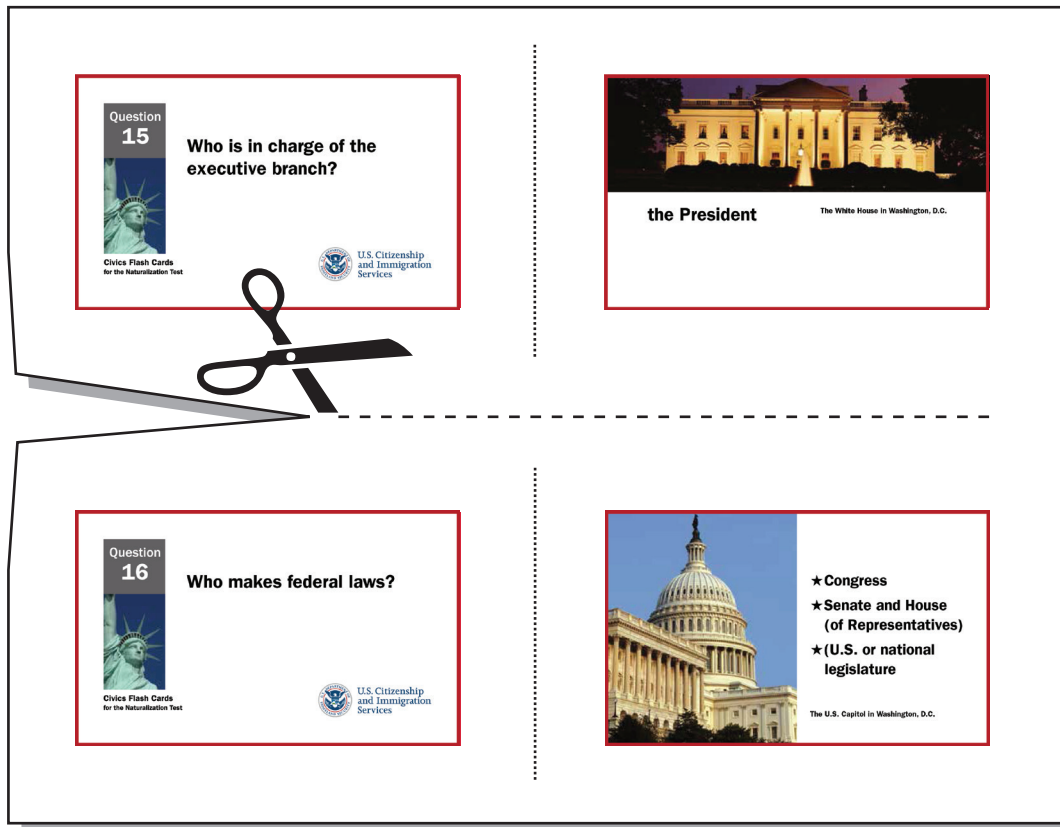 Question
15
Who is in charge of the
executive branch?
Civics Flash Cards
for the Naturalization Test
U.S. Citizenship
and Immigration
Services
the President
The White House in Washington, D.C.
Question
16
Who makes federal laws?
Civics Flash Cards
for the Naturalization Test
U.S. Citizenship
and Immigration
Services
★Congress
★Senate and House
(of Representatives)
★(U.S. or national
legislature
The U.S. Capitol in Washington, D.C.